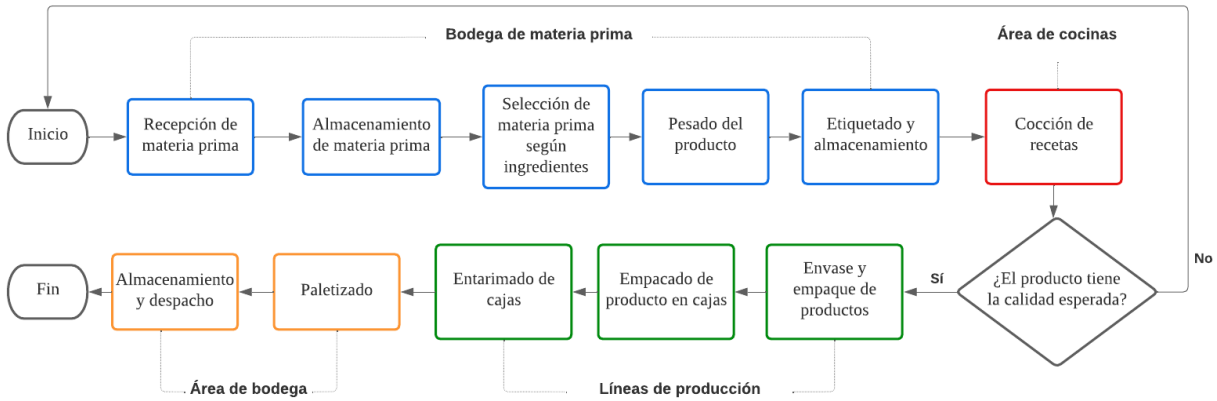 Bodega de materia prima
Área de cocinas
Inicio
Recepción de
materia prima
Almacenamiento
de materia prima
Selección de
materia prima
según
ingredientes
Pesado del
producto
Etiquetado y
almacenamiento
Cocción de
recetas
¿El producto tiene
la calidad esperada?
No
Sí
Envase y
empaque de
productos
Empacado de
producto en cajas
Entarimado de
cajas
Paletizado
Almacenamiento
y despacho
Fin
Área de bodega
Líneas de producción